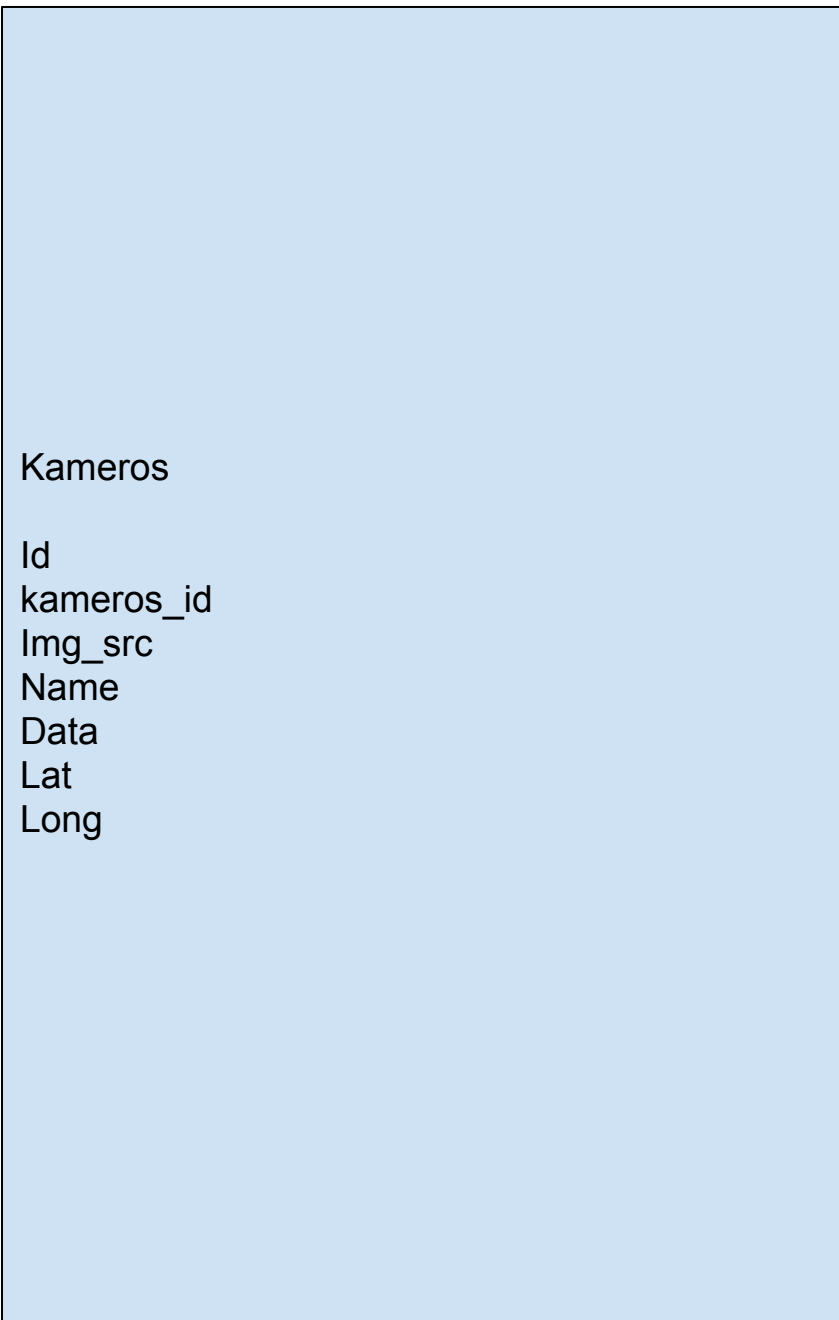 Kameros
Id
kameros_id
Img_src
Name
Data
Lat
Long